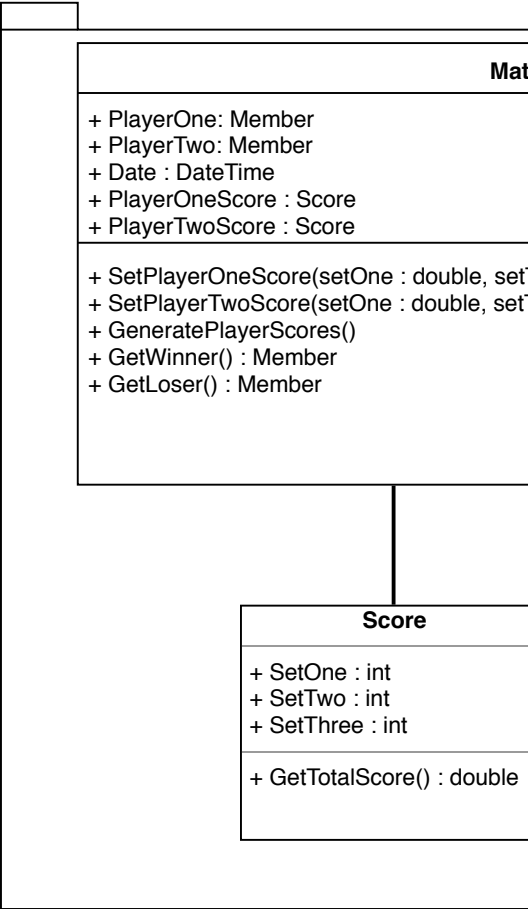 Mat
+ PlayerOne: Member
+ PlayerTwo: Member
+ Date : DateTime
+ PlayerOneScore : Score
+ PlayerTwoScore : Score
+ SetPlayerOneScore(setOne : double, set
+ SetPlayerTwoScore(setOne : double, set
+ GeneratePlayerScores()
+ GetWinner() : Member
+ GetLoser() : Member
Score
+ SetOne : int
+ SetTwo : int
+ SetThree : int
+ GetTotalScore() : double